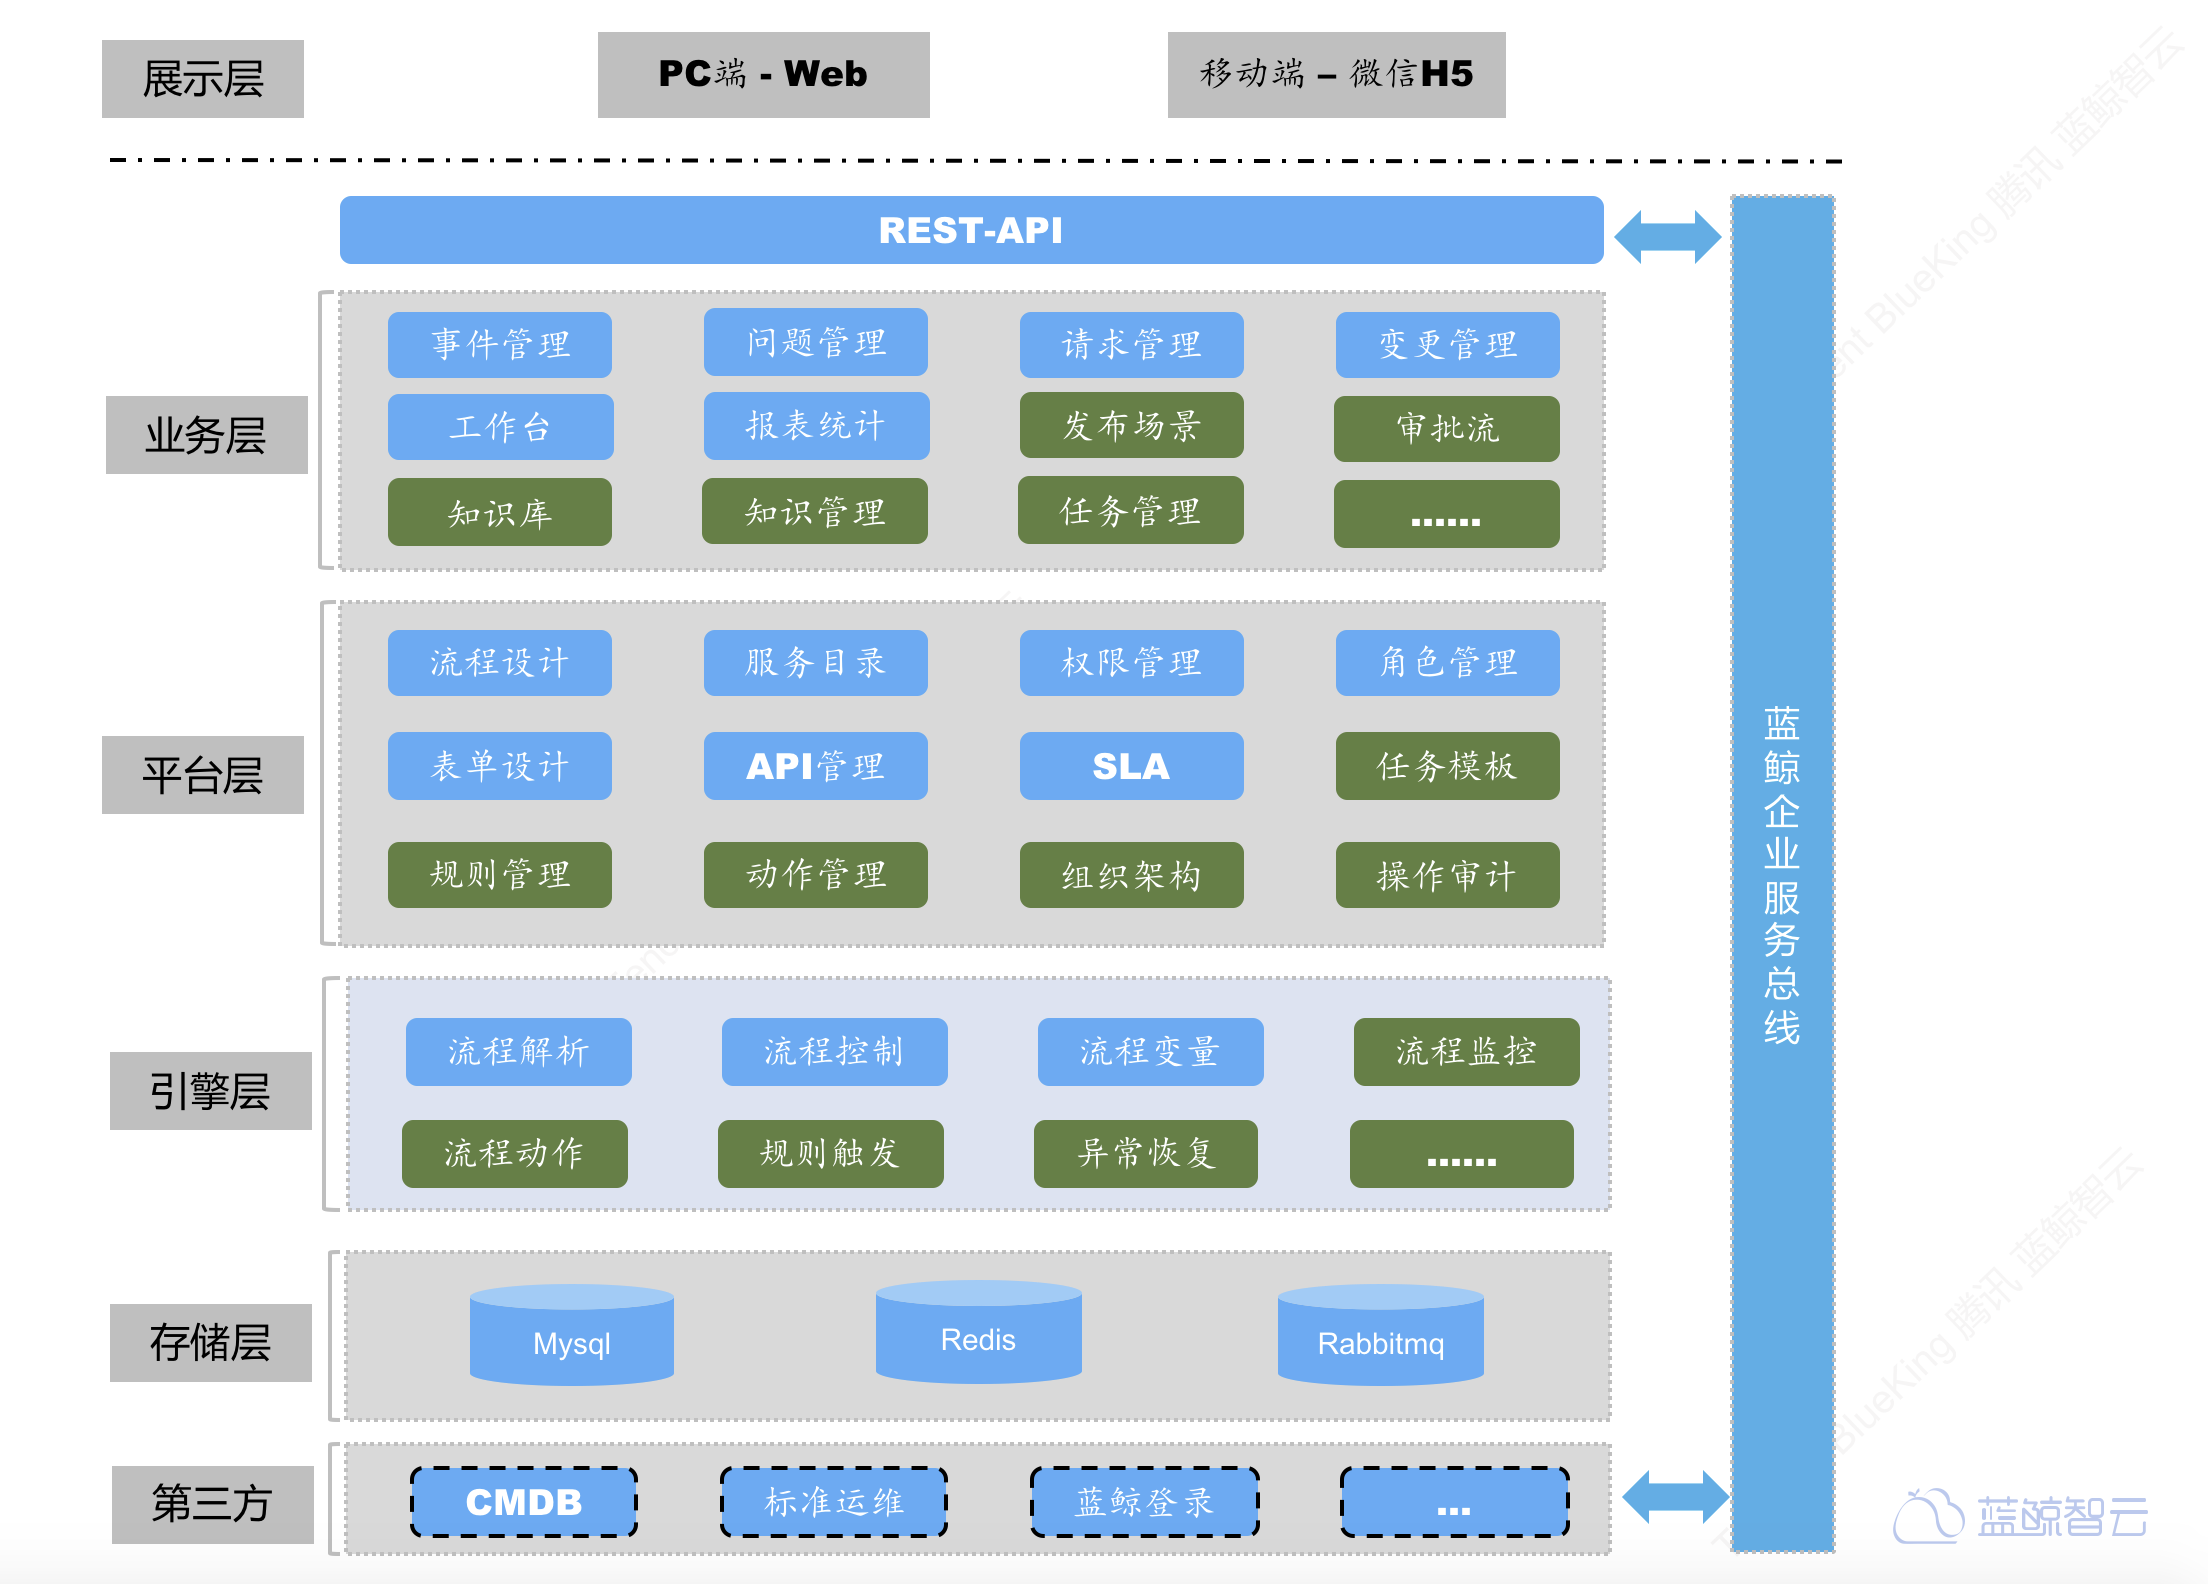 展示层
PC端 - Web
移动端 – 微信H5
REST-API
业务层
事件管理
问题管理
请求管理
变更管理
工作台
报表统计
发布场景
审批流
知识库
知识管理
任务管理
......
平台层
流程设计
服务目录
权限管理
角色管理
表单设计
API管理
SLA
任务模板
规则管理
动作管理
组织架构
操作审计
引擎层
流程解析
流程控制
流程变量
流程监控
流程动作
规则触发
异常恢复
......
存储层
Mysql
Redis
Rabbitmq
第三方
CMDB
标准运维
蓝鲸登录
...
蓝鲸企业服务总线
蓝鲸智云
ent BlueKing 腾讯 蓝鲸智云
BlueKing 腾讯 蓝鲸智云